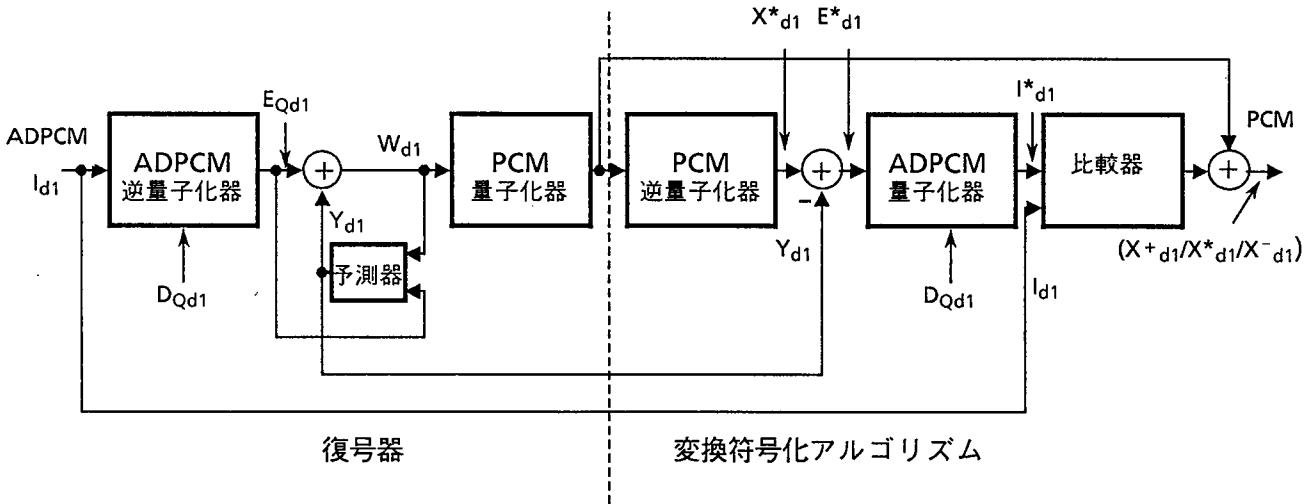 X*d1 E*d1
I*d1
EQd1
ADPCM
Id1
ADPCM
逆量子化器
Wd1
PCM
量子化器
PCM
逆量子化器
ADPCM
量子化器
比較器
PCM
+
+
−
+
Yd1
予測器
DQd1
Yd1
DQd1
Id1
(X+d1/X*d1/X-d1)
復号器
変換符号化アルゴリズム